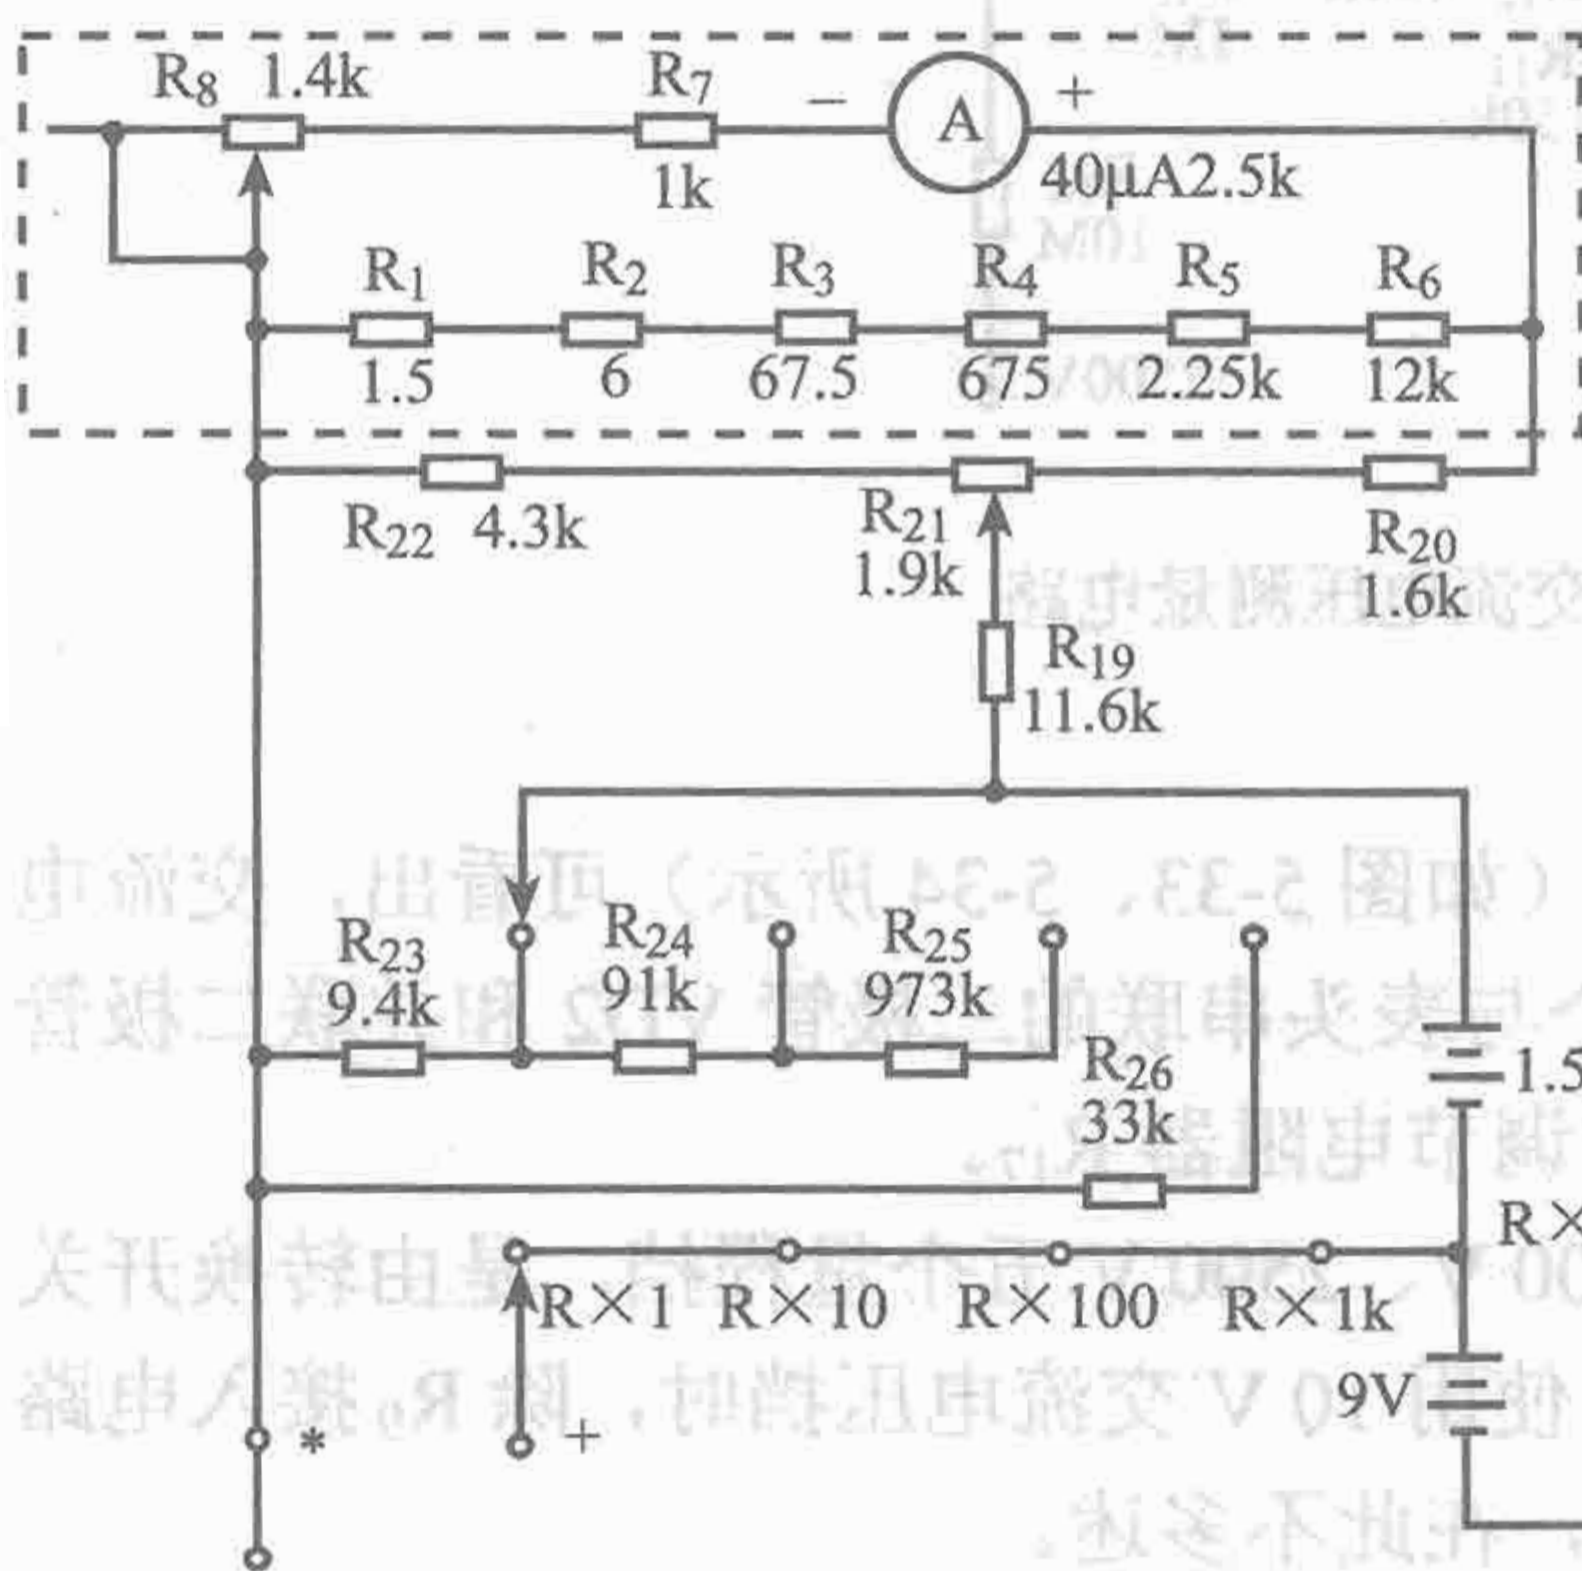 R8 1.4k R7 − A +
1k 40μA2.5k
R1 R2 R3 R4 R5 R6
1.5 6 67.5 675 2.25k 12k
R22 4.3k R21 R20
1.9k 1.6k
R19
11.6k
R23 R24 R25
9.4k 91k 973k
R26 1.5
33k
R×
R×1 R×10 R×100 R×1k
9V
* +